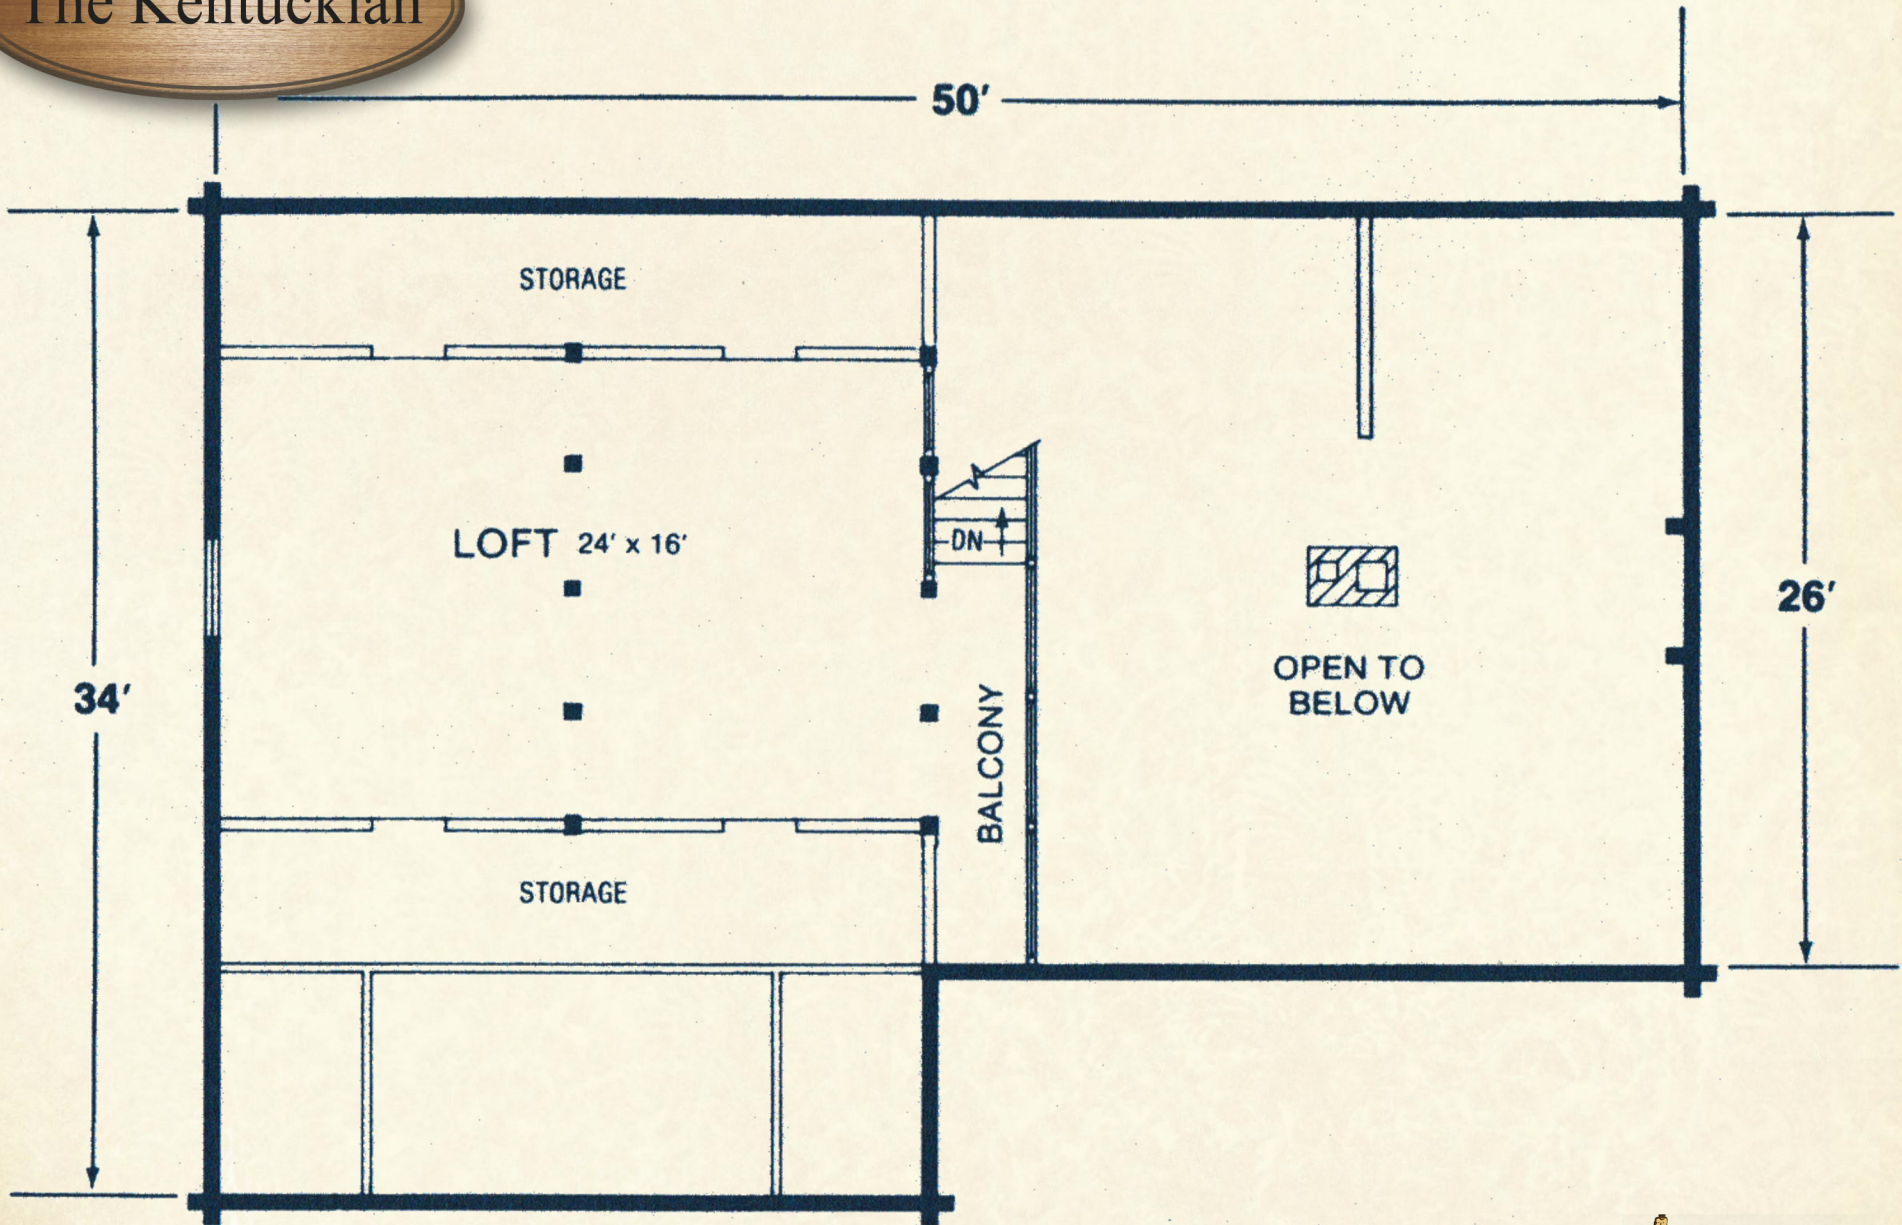 The Kentuckian
50′
STORAGE
LOFT 24′ x 16′
DN
34′
26′
OPEN TO
BELOW
BALCONY
STORAGE